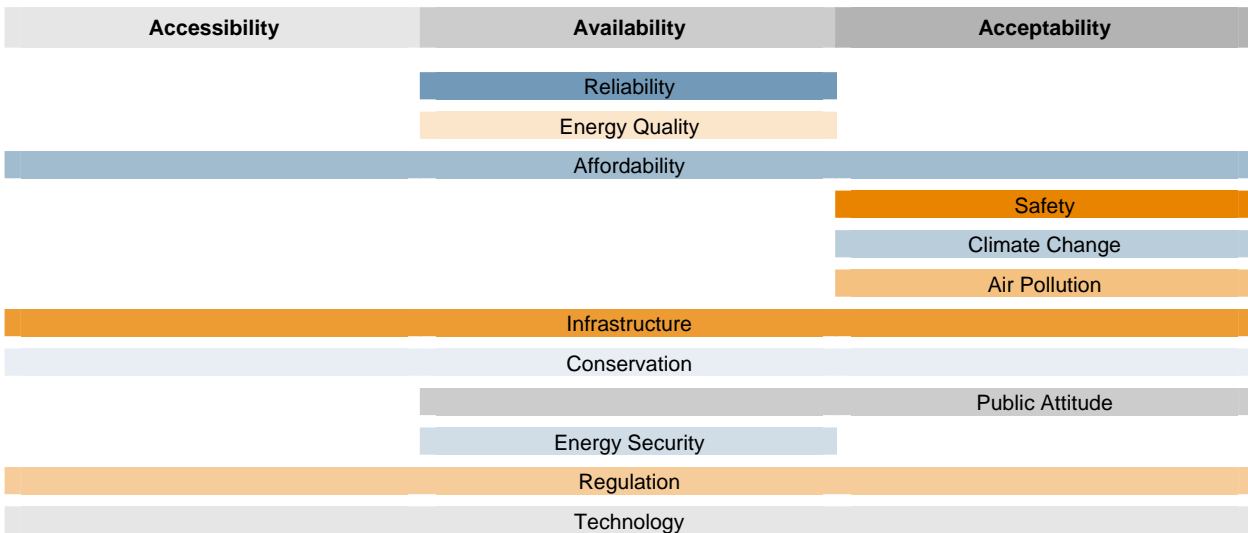 Accessibility Availability Acceptability
Reliability
Energy Quality
Affordability
Safety
Climate Change
Air Pollution
Infrastructure
Conservation
Public Attitude
Energy Security
Regulation
Technology